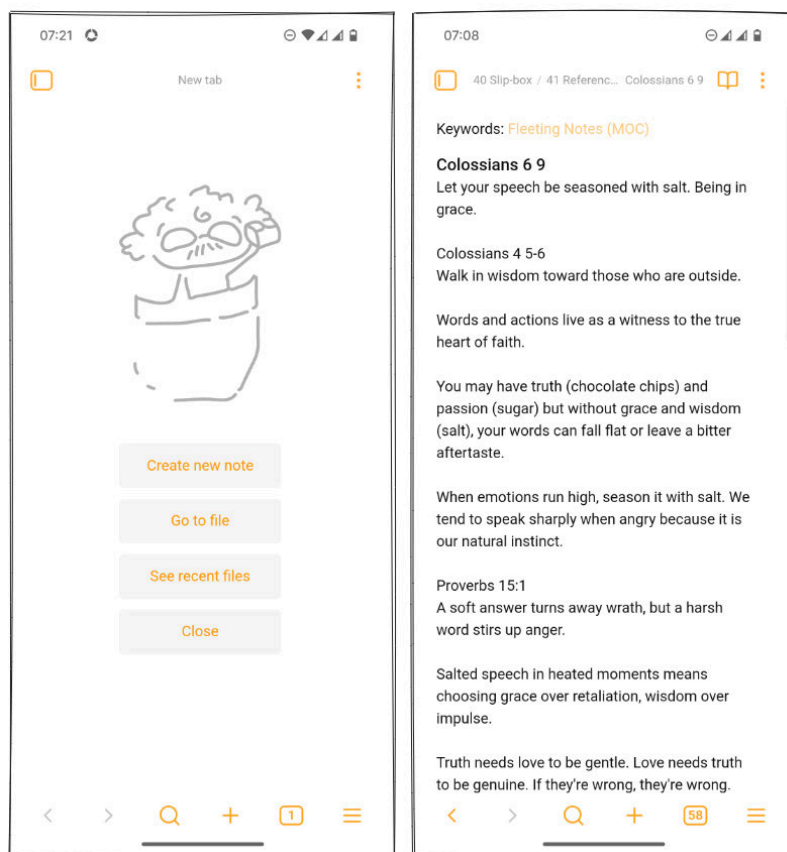 07:21
New tab
Create new note
Go to file
See recent files
Close
1
07:08
40 Slip-box / 41 Referenc... Colossians 6 9
Keywords: Fleeting Notes (MOC)
Colossians 6 9
Let your speech be seasoned with salt. Being in
grace.
Colossians 4 5-6
Walk in wisdom toward those who are outside.
Words and actions live as a witness to the true
heart of faith.
You may have truth (chocolate chips) and
passion (sugar) but without grace and wisdom
(salt), your words can fall flat or leave a bitter
aftertaste.
When emotions run high, season it with salt. We
tend to speak sharply when angry because it is
our natural instinct.
Proverbs 15:1
A soft answer turns away wrath, but a harsh
word stirs up anger.
Salted speech in heated moments means
choosing grace over retaliation, wisdom over
impulse.
Truth needs love to be gentle. Love needs truth
to be genuine. If they're wrong, they're wrong.
58